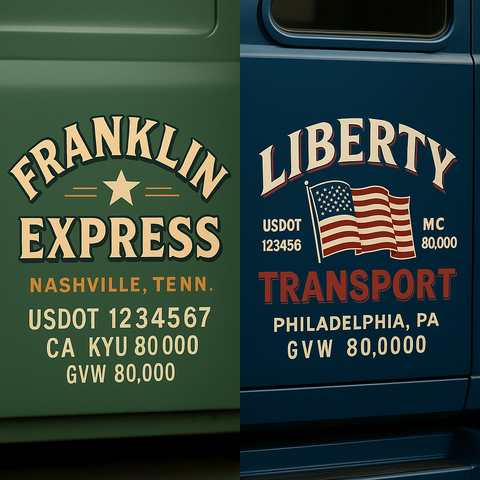 FRANKLIN
EXPRESS
NASHVILLE, TENN.
USDOT 1234567
CA KYU 80000
GVW 80,000
LIBERTY
USDOT
123456
MC
80,000
TRANSPORT
PHILADELPHIA, PA
GVW 80,0000